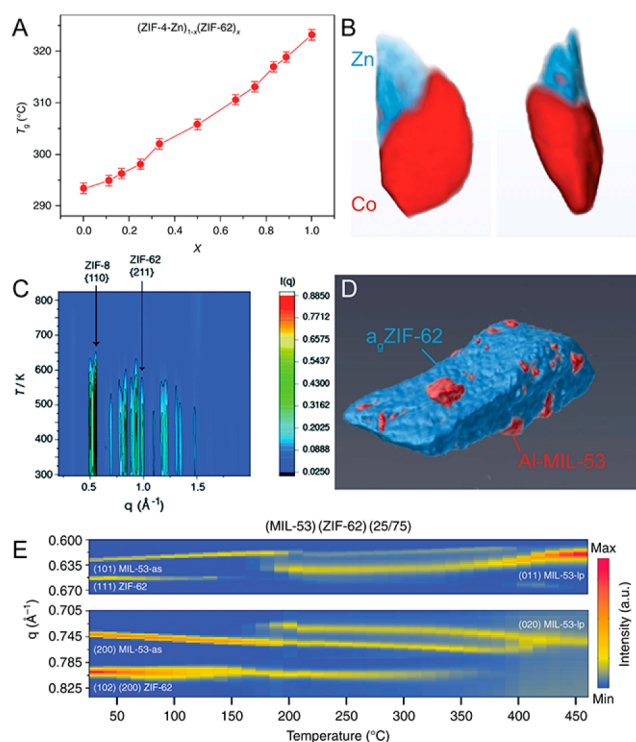 A
(ZIF-4-Zn)1-x(ZIF-62)x
320
310
300
290
Tg (°C)
0.0 0.2 0.4 0.6 0.8 1.0
X
B
Zn
Co
C
ZIF-8
{110}
ZIF-62
{211}
800
700
600
500
400
300
T/K
0.5 1.0 1.5
q (Å-1)
I(q)
0.8850
0.6500
0.5437
0.4300
0.3200
0.1944
0.0888
0.0250
D
agZIF-62
Al-MIL-53
E
(MIL-53) (ZIF-62) (25/75)
0.600
0.635
0.670
0.705
0.745
0.785
0.825
q (Å-1)
(101) MIL-53-as
(111) ZIF-62
(011) MIL-53-lp
(200) MIL-53-as
(020) MIL-53-lp
(102) (200) ZIF-62
50 100 150 200 250 300 350 400 450
Temperature (°C)
Max
Intensity (a.u.)
Min